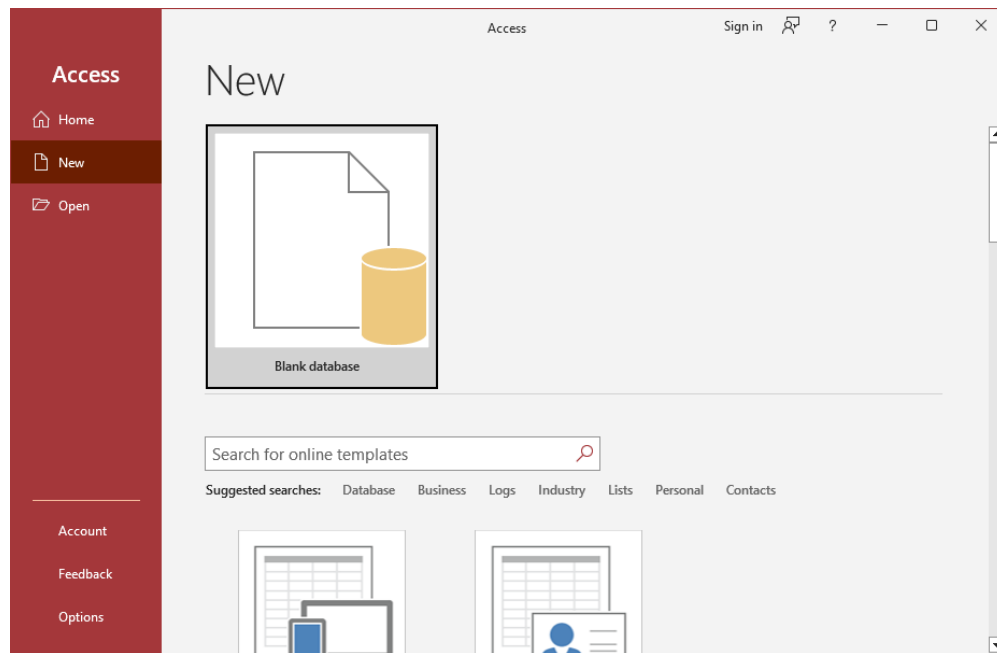 Access
Sign in ?
Access
Home
New
Open
Account
Feedback
Options
New
Blank database
Search for online templates
Suggested searches: Database Business Logs Industry Lists Personal Contacts